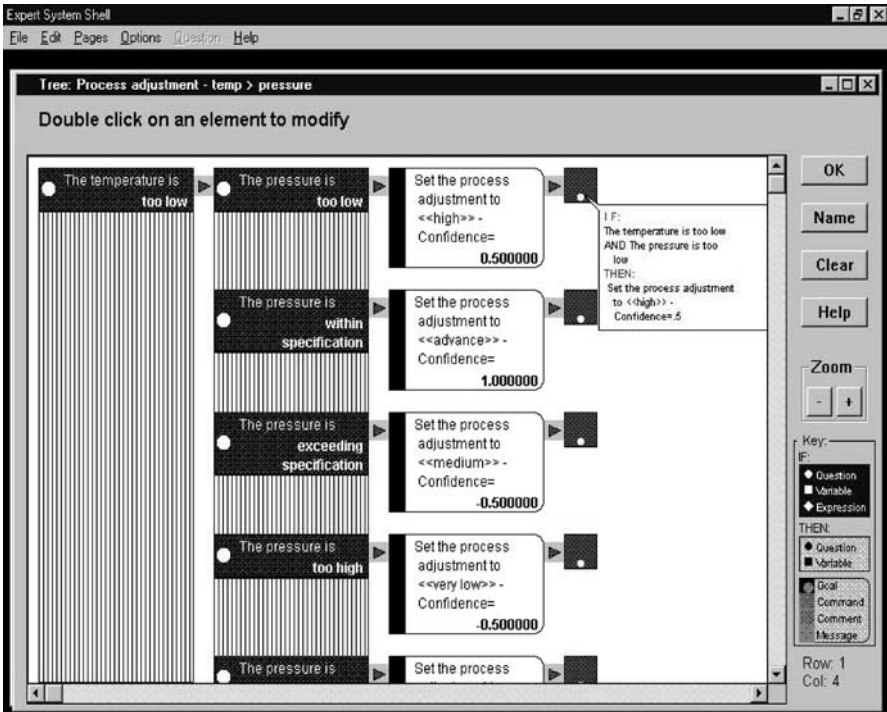 Expert System Shell
File Edit Pages Options Question Help
Tree: Process adjustment - temp > pressure
Double click on an element to modify
The temperature is
too low
The pressure is
too low
Set the process
adjustment to
<<high>> -
Confidence=
0.500000
IF:
The temperature is too low
AND The pressure is too
low
THEN:
Set the process adjustment
to <<high>> -
Confidence=.5
The pressure is
within
specification
Set the process
adjustment to
<<advance>> -
Confidence=
1.000000
The pressure is
exceeding
specification
Set the process
adjustment to
<<medium>> -
Confidence=
-0.500000
The pressure is
too high
Set the process
adjustment to
<<very low>> -
Confidence=
-0.500000
The pressure is
Set the process
OK
Name
Clear
Help
Zoom
- +
Key:
IF:
Question
Variable
Expression
THEN:
Question
Variable
Goal
Command
Comment
Message
Row: 1
Col: 4